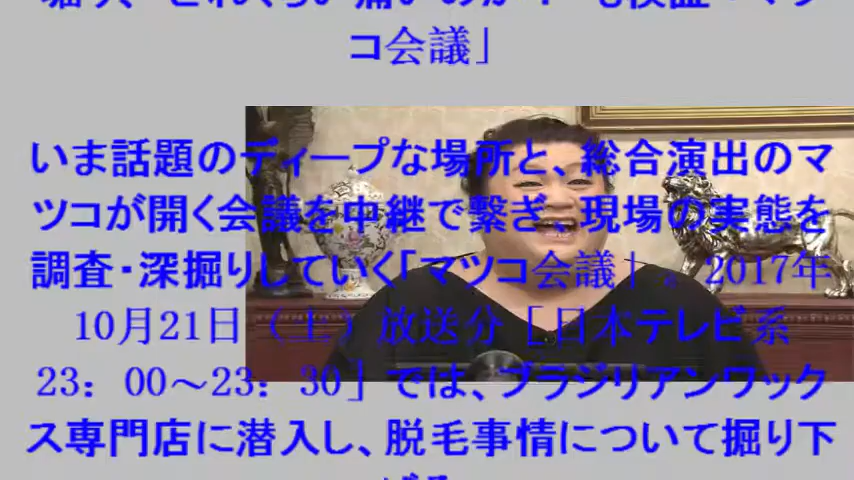 コ会議」
いま話題のディープな場所と、総合演出のマ
ツコが開く会議を中継で繋ぎ、現場の実態を
調査・深掘りしていく「マツコ会議」。2017年
10月21日（土）放送分［日本テレビ系
23：00〜23：30］では、ブラジリアンワック
ス専門店に潜入し、脱毛事情について掘り下